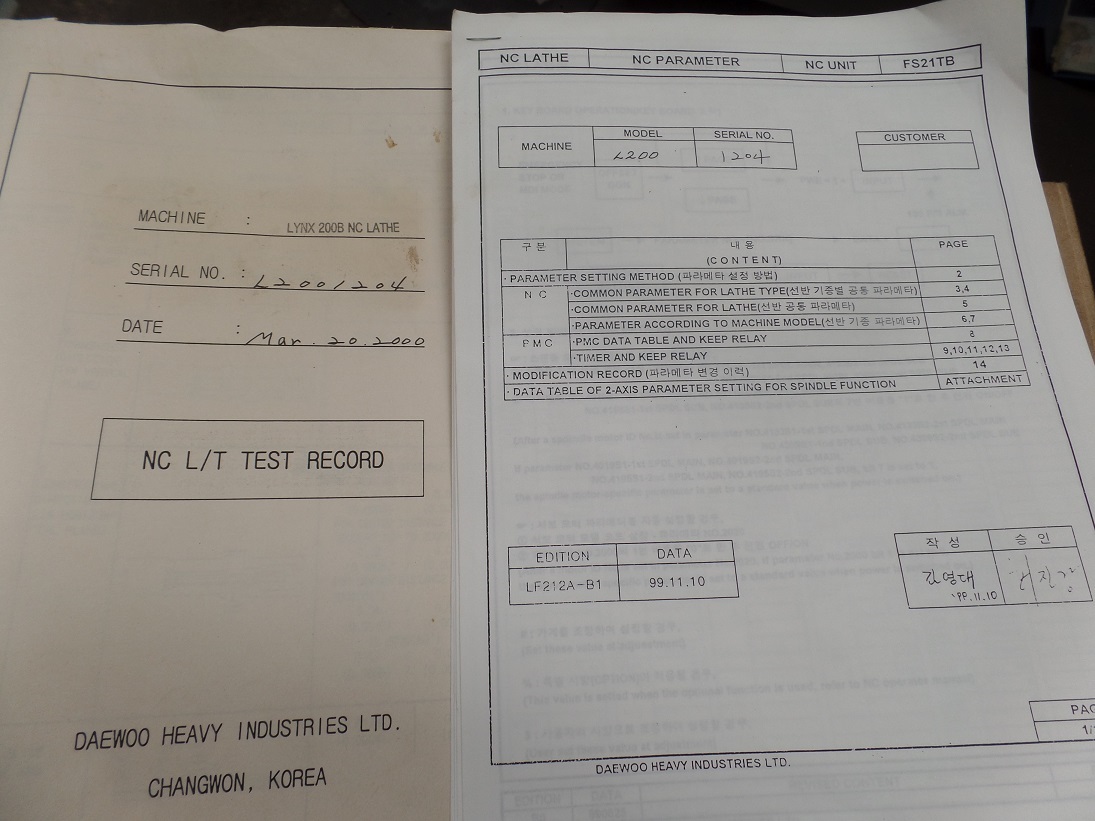 MACHINE : LYNX 200B NC LATHE
SERIAL NO. : L2001204
DATE : Mar. 20. 2000
NC L/T TEST RECORD
DAEWOO HEAVY INDUSTRIES LTD.
CHANGWON, KOREA
NC LATHE NC PARAMETER NC UNIT FS21TB
MACHINE MODEL SERIAL NO.
L200 1204
CUSTOMER
구 분 내 용 PAGE
(CONTENT)
· PARAMETER SETTING METHOD (파라메타 설정 방법) 2
N C ·COMMON PARAMETER FOR LATHE TYPE(선반 기종별 공통 파라메타) 3,4
·COMMON PARAMETER FOR LATHE(선반 공통 파라메타) 5
·PARAMETER ACCORDING TO MACHINE MODEL(선반 기종 파라메타) 6,7
P M C ·PMC DATA TABLE AND KEEP RELAY 8
·TIMER AND KEEP RELAY 9,10,11,12,13
· MODIFICATION RECORD (파라메타 변경 이력) 14
· DATA TABLE OF 2-AXIS PARAMETER SETTING FOR SPINDLE FUNCTION ATTACHMENT
EDITION DATA
LF212A-B1 99.11.10
작 성 승 인
김영대
'99.11.10
1/
DAEWOO HEAVY INDUSTRIES LTD.